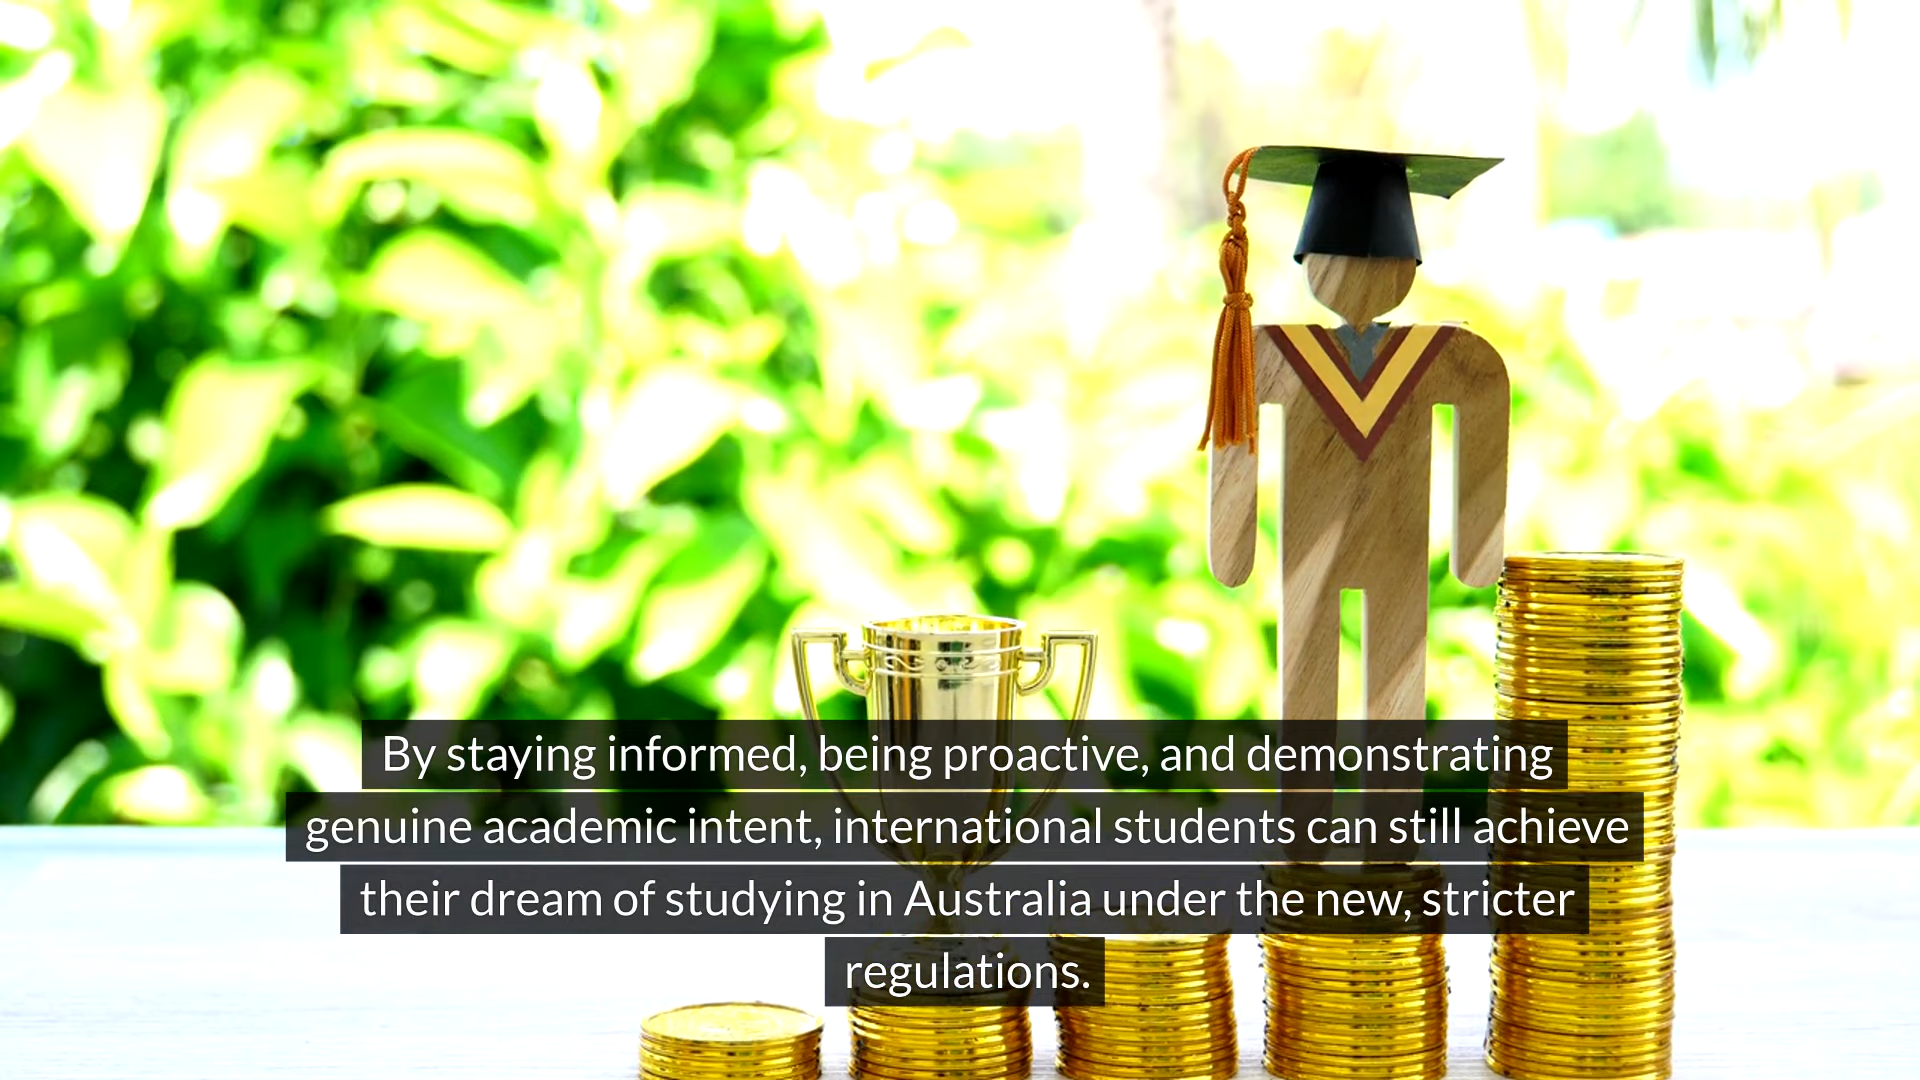 By staying informed, being proactive, and demonstrating
genuine academic intent, international students can still achieve
their dream of studying in Australia under the new, stricter
regulations.